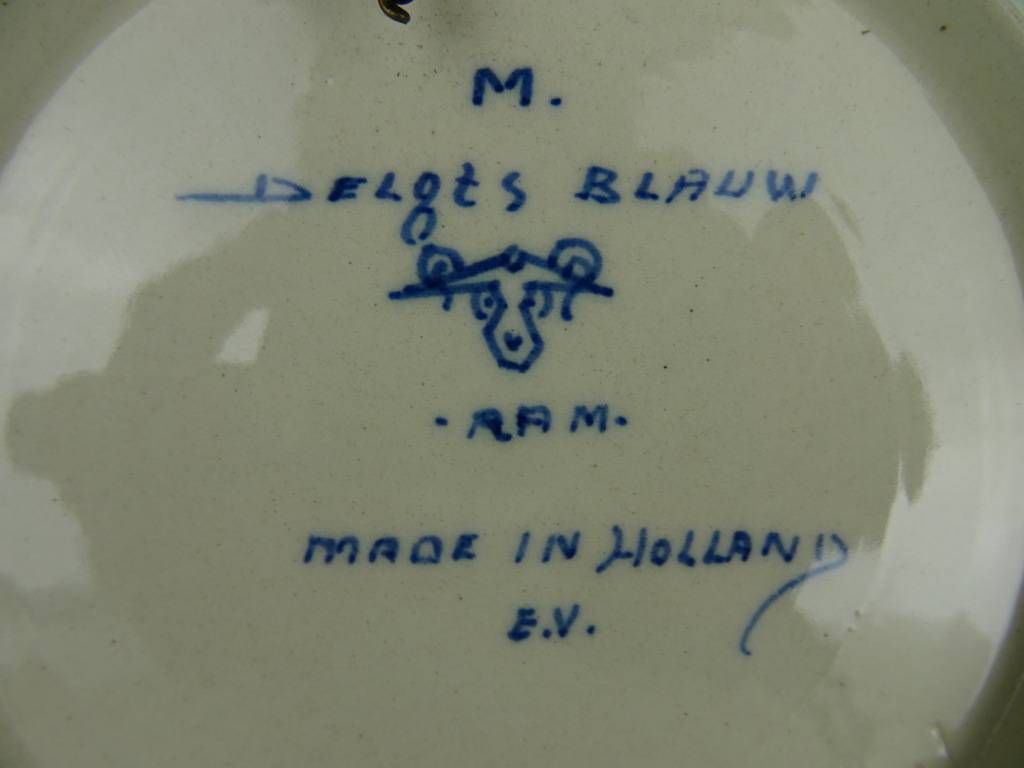 M.
DELFTS BLAUW
·RAM·
MADE IN HOLLAND
E.V.